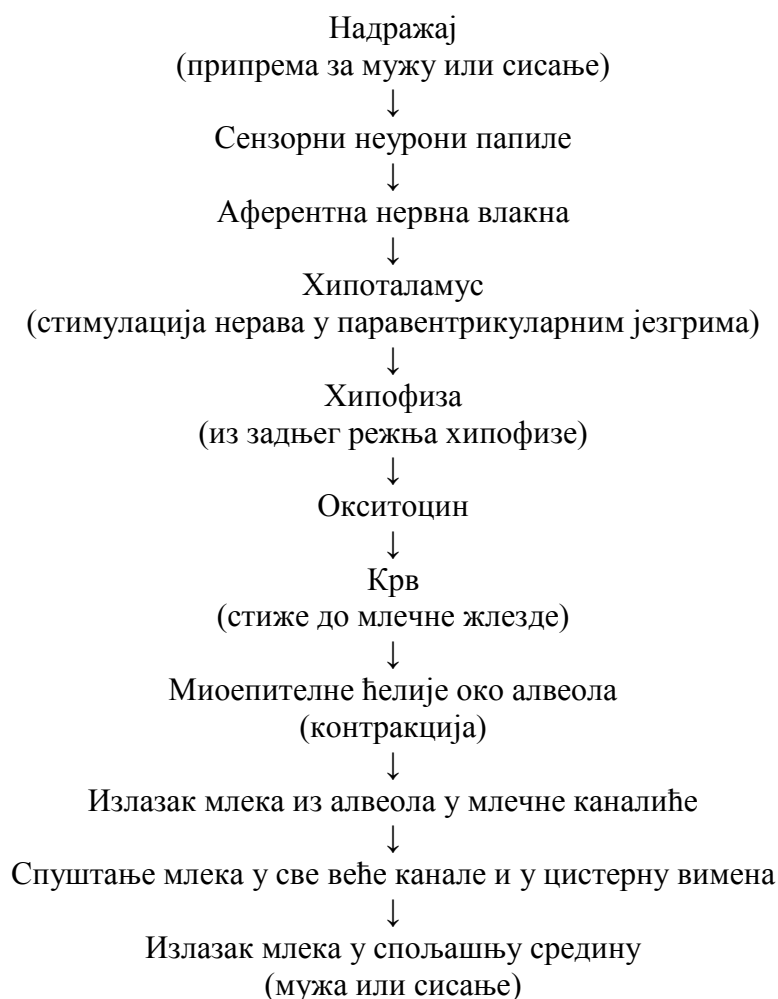 Надражај
(припрема за мужу или сисање)
↓
Сензорни неурони папиле
↓
Аферентна нервна влакна
↓
Хипоталамус
(стимулација нерава у паравентрикуларним језгрима)
↓
Хипофиза
(из задњег режња хипофизе)
↓
Окситоцин
↓
Крв
(стиже до млечне жлезде)
↓
Миоепителне ћелије око алвеола
(контракција)
↓
Излазак млека из алвеола у млечне каналиће
↓
Спуштање млека у све веће канале и у цистерну вимена
↓
Излазак млека у спољашњу средину
(мужа или сисање)